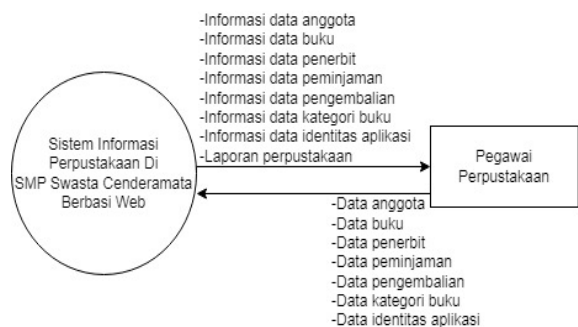 -Informasi data anggota
-Informasi data buku
-Informasi data penerbit
-Informasi data peminjaman
-Informasi data pengembalian
-Informasi data kategori buku
-Informasi data identitas aplikasi
-Laporan perpustakaan
Sistem Informasi
Perpustakaan Di
SMP Swasta Cenderamata
Berbasi Web
Pegawai
Perpustakaan
-Data anggota
-Data buku
-Data penerbit
-Data peminjaman
-Data pengembalian
-Data kategori buku
-Data identitas aplikasi